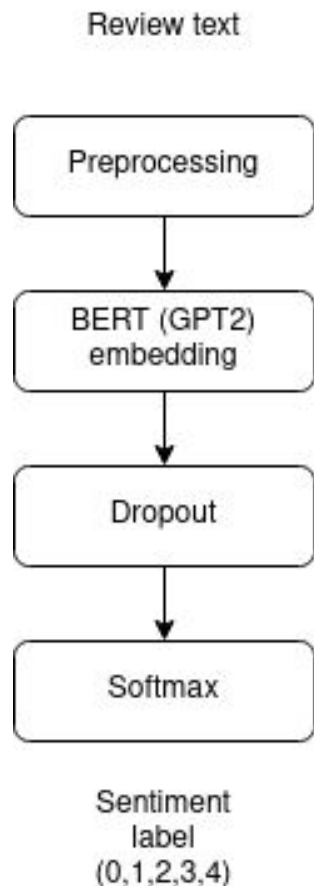 Review text
Preprocessing
BERT (GPT2)
embedding
Dropout
Softmax
Sentiment
label
(0,1,2,3,4)